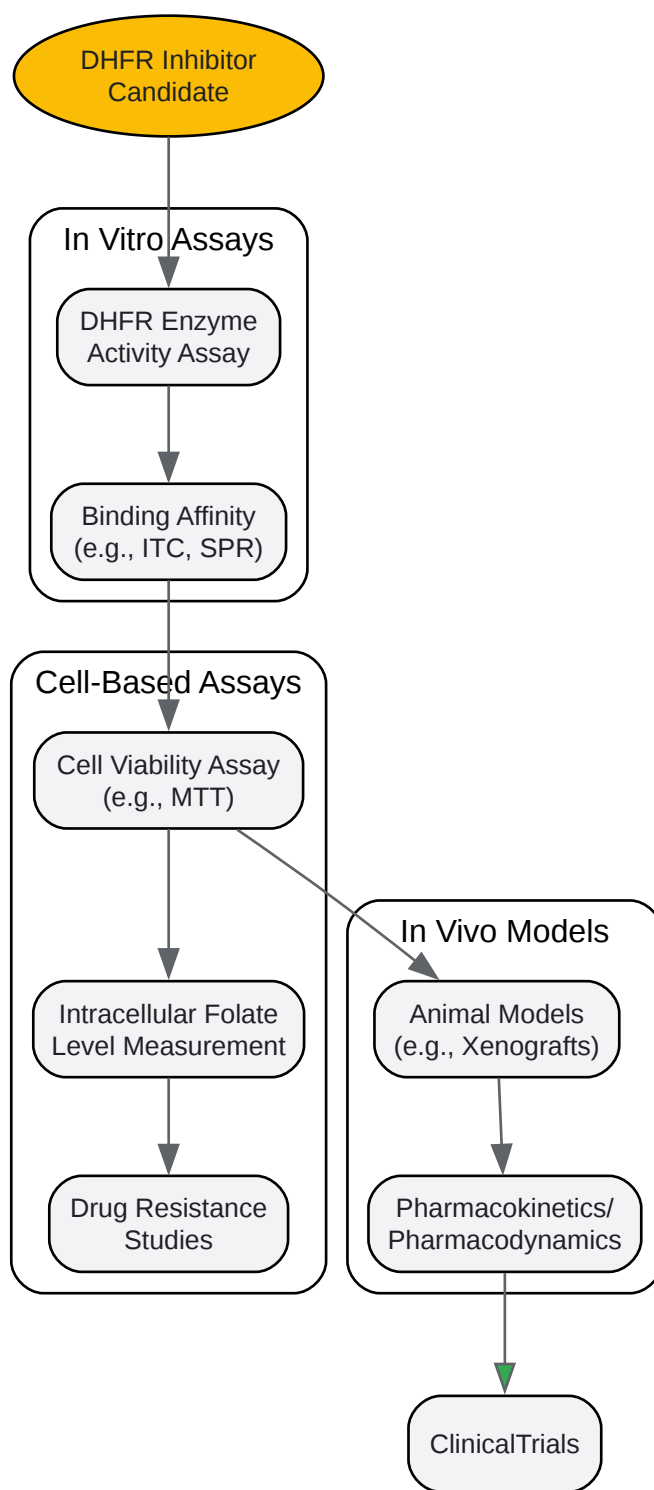 DHFR Inhibitor
Candidate
In Vitro Assays
DHFR Enzyme
Activity Assay
Binding Affinity
(e.g., ITC, SPR)
Cell-Based Assays
Cell Viability Assay
(e.g., MTT)
In Vivo Models
Intracellular Folate
Level Measurement
Animal Models
(e.g., Xenografts)
Drug Resistance
Studies
Pharmacokinetics/
Pharmacodynamics
ClinicalTrials